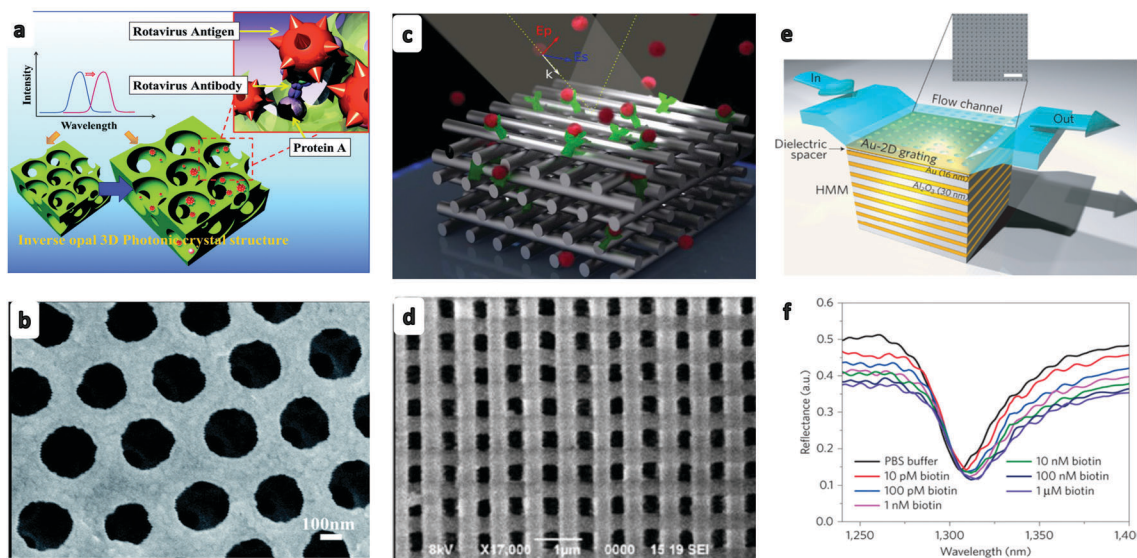 a
Rotavirus Antigen
Rotavirus Antibody
Protein A
Intensity
Wavelength
Inverse opal 3D Photonic crystal structure
b
100nm
c
Ep
Es
k
d
8kV X17,000 1μm 0000 15 19 SEI
e
In
Flow channel
Out
Dielectric
spacer
Au-2D grating
Au (16 nm)
Al₂O₃ (30 nm)
HMM
f
Reflectance (a.u.)
0.6
0.5
0.4
0.3
0.2
0.1
0.0
PBS buffer
10 pM biotin
100 pM biotin
1 nM biotin
10 nM biotin
100 nM biotin
1 μM biotin
1,250 1,300 1,350 1,400
Wavelength (nm)